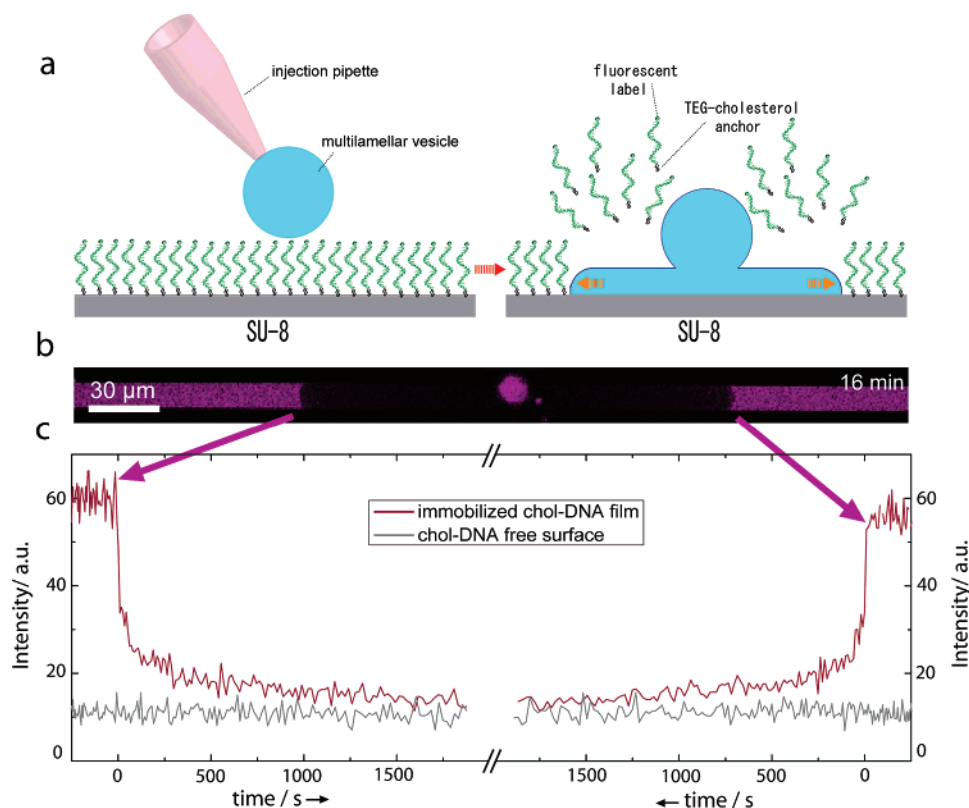 a
injection pipette
multilamellar vesicle
fluorescent
label
TEG-cholesterol
anchor
SU-8
SU-8
b
30 µm
16 min
c
immobilized chol-DNA film
chol-DNA free surface
Intensity/ a.u.
60
40
20
0
60
40
20
0
Intensity/ a.u.
0 500 1000 1500 1500 1000 500 0
time / s →
← time / s